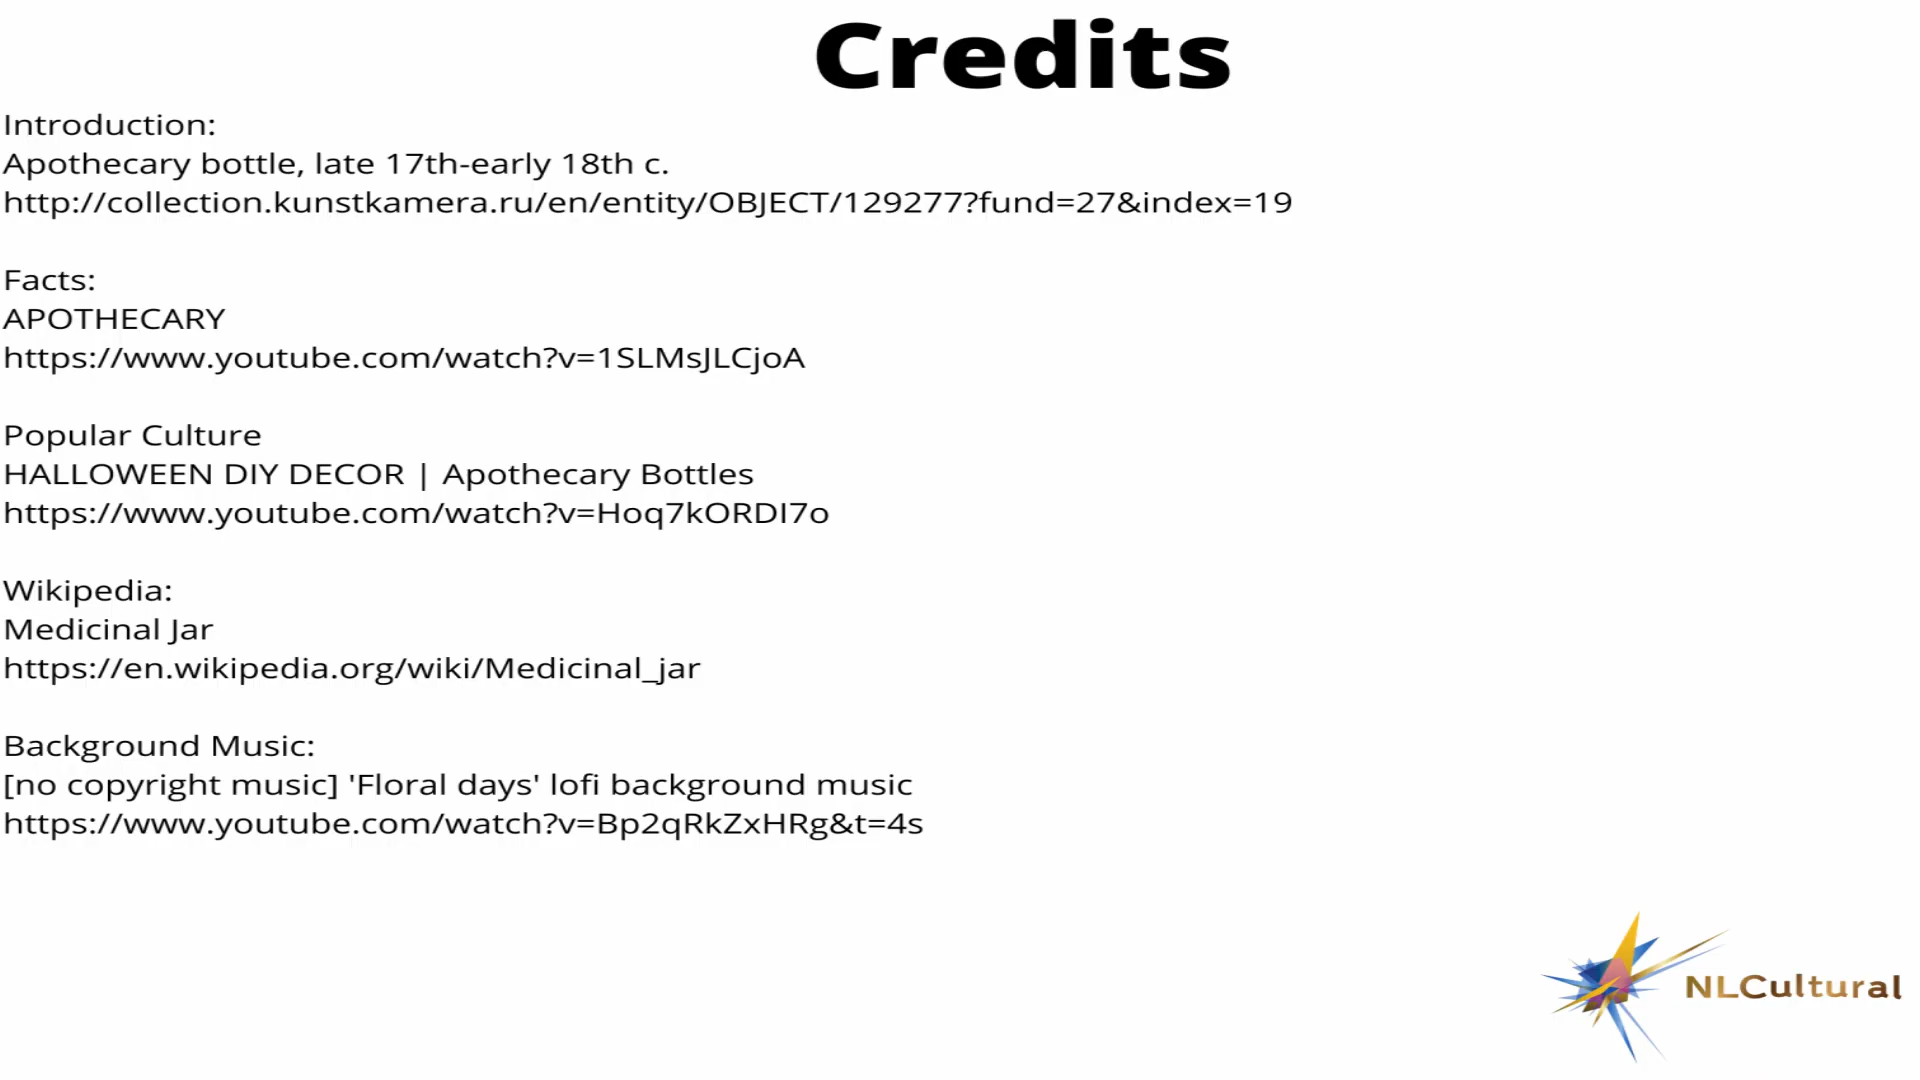 Credits
Introduction:
Apothecary bottle, late 17th-early 18th c.
http://collection.kunstkamera.ru/en/entity/OBJECT/129277?fund=27&index=19
Facts:
APOTHECARY
https://www.youtube.com/watch?v=1SLMsJLCjoA
Popular Culture
HALLOWEEN DIY DECOR | Apothecary Bottles
https://www.youtube.com/watch?v=Hoq7kORDI7o
Wikipedia:
Medicinal Jar
https://en.wikipedia.org/wiki/Medicinal_jar
Background Music:
[no copyright music] 'Floral days' lofi background music
https://www.youtube.com/watch?v=Bp2qRkZxHRg&t=4s
NLCultural